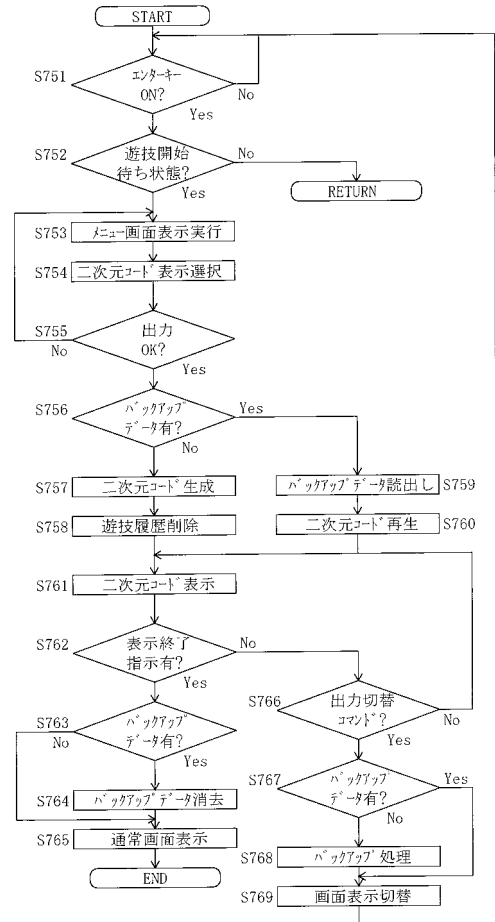 START
S751
エンターキー
ON?
No
Yes
S752
遊技開始
待ち状態?
No
Yes
RETURN
S753
メニュー画面表示実行
S754
二次元コード表示選択
S755
出力
OK?
No
Yes
S756
バックアップ
データ有?
Yes
No
S757
二次元コード生成
バックアップデータ読出し
S759
S758
遊技履歴削除
二次元コード再生
S760
S761
二次元コード表示
S762
表示終了
指示有?
No
Yes
S766
出力切替
コマンド?
No
Yes
S763
バックアップ
データ有?
No
Yes
S767
バックアップ
データ有?
Yes
No
S764
バックアップデータ消去
S765
通常画面表示
S768
バックアップ処理
END
S769
画面表示切替